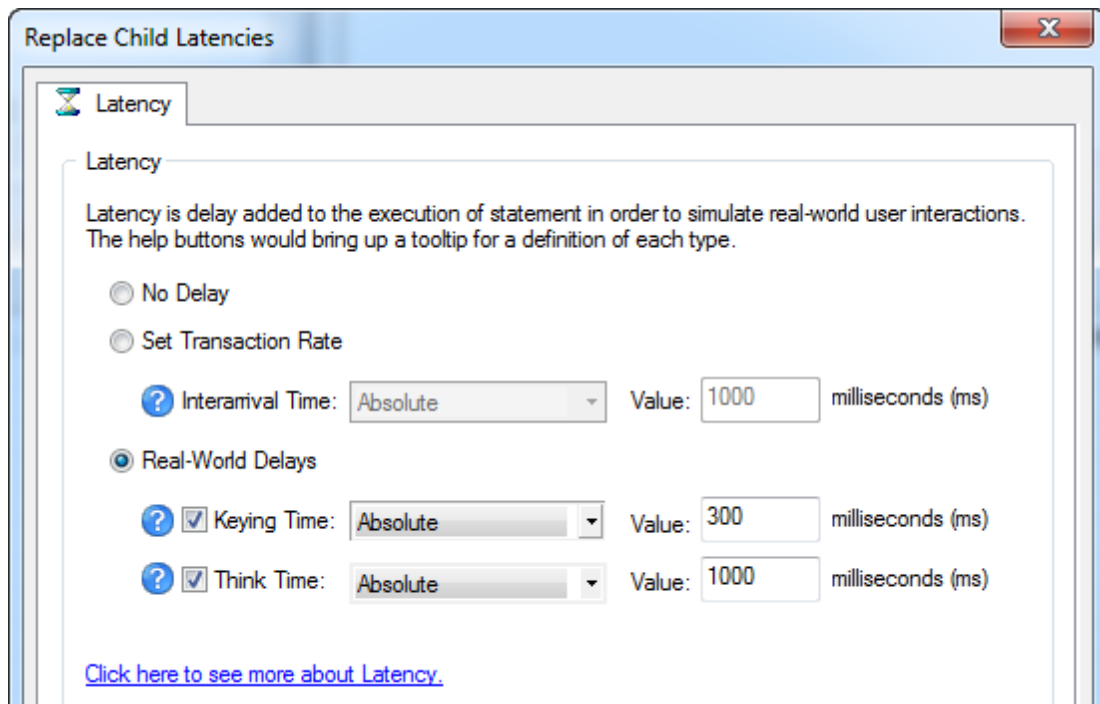 Replace Child Latencies
Latency
Latency
Latency is delay added to the execution of statement in order to simulate real-world user interactions.
The help buttons would bring up a tooltip for a definition of each type.
No Delay
Set Transaction Rate
? Interarrival Time: Absolute Value: 1000 milliseconds (ms)
Real-World Delays
? Keying Time: Absolute Value: 300 milliseconds (ms)
? Think Time: Absolute Value: 1000 milliseconds (ms)
Click here to see more about Latency.